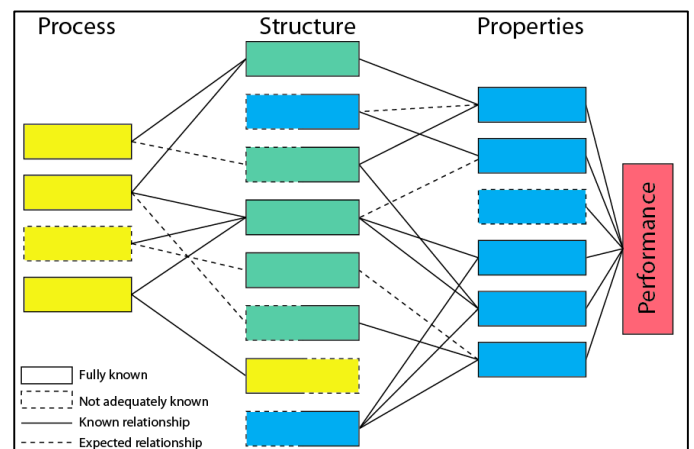 Process
Structure
Properties
Performance
Fully known
Not adequately known
Known relationship
Expected relationship